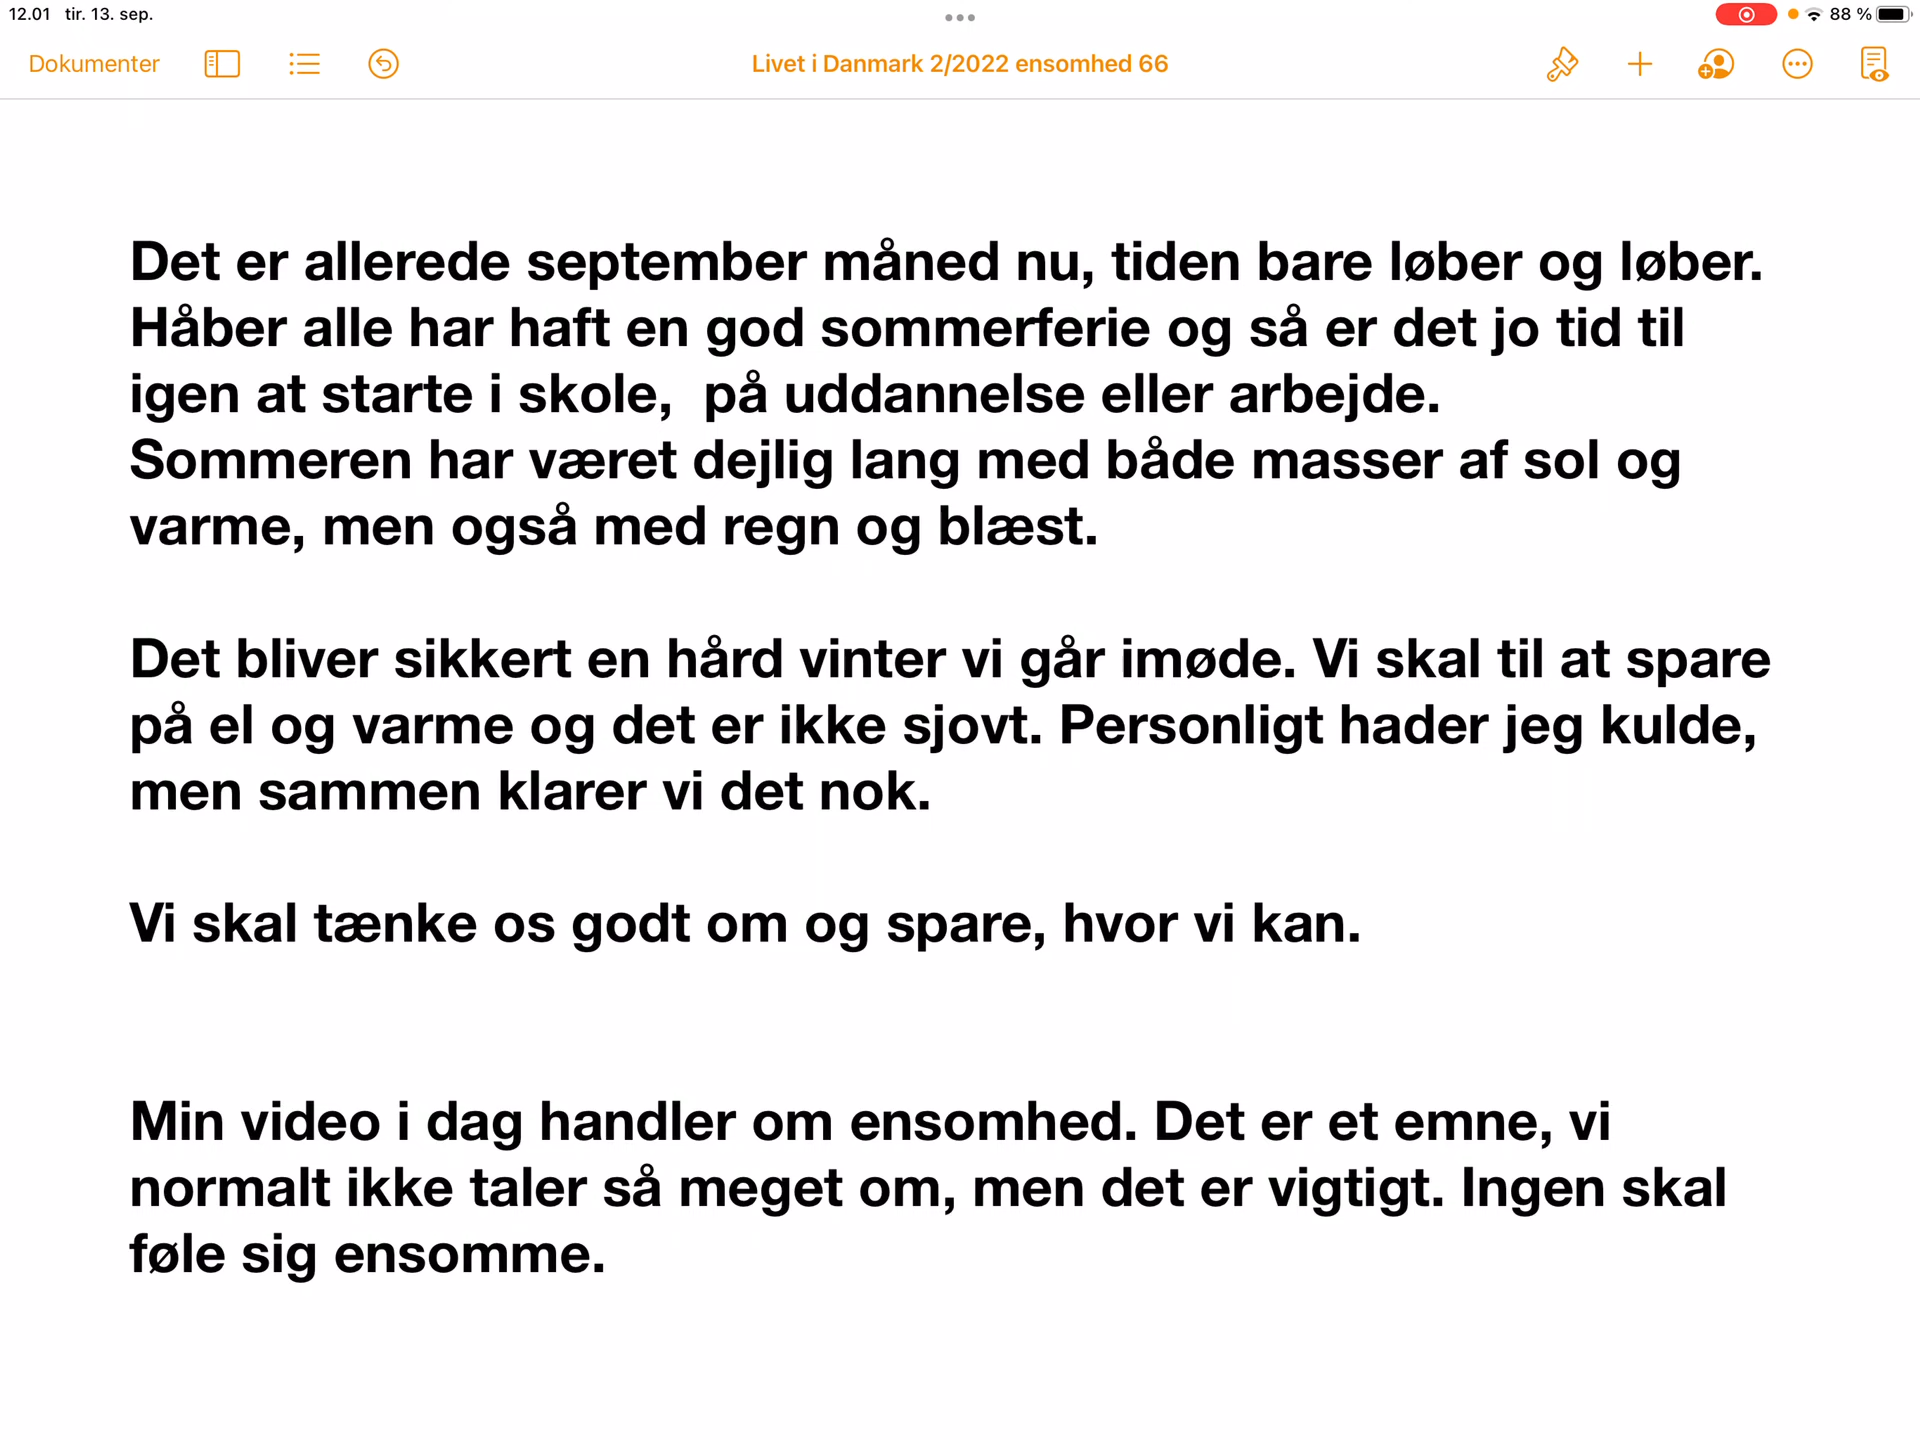 12.01 tir. 13. sep.
88 %
Dokumenter
Livet i Danmark 2/2022 ensomhed 66
Det er allerede september måned nu, tiden bare løber og løber.
Håber alle har haft en god sommerferie og så er det jo tid til
igen at starte i skole,  på uddannelse eller arbejde.
Sommeren har været dejlig lang med både masser af sol og
varme, men også med regn og blæst.
Det bliver sikkert en hård vinter vi går imøde. Vi skal til at spare
på el og varme og det er ikke sjovt. Personligt hader jeg kulde,
men sammen klarer vi det nok.
Vi skal tænke os godt om og spare, hvor vi kan.
Min video i dag handler om ensomhed. Det er et emne, vi
normalt ikke taler så meget om, men det er vigtigt. Ingen skal
føle sig ensomme.